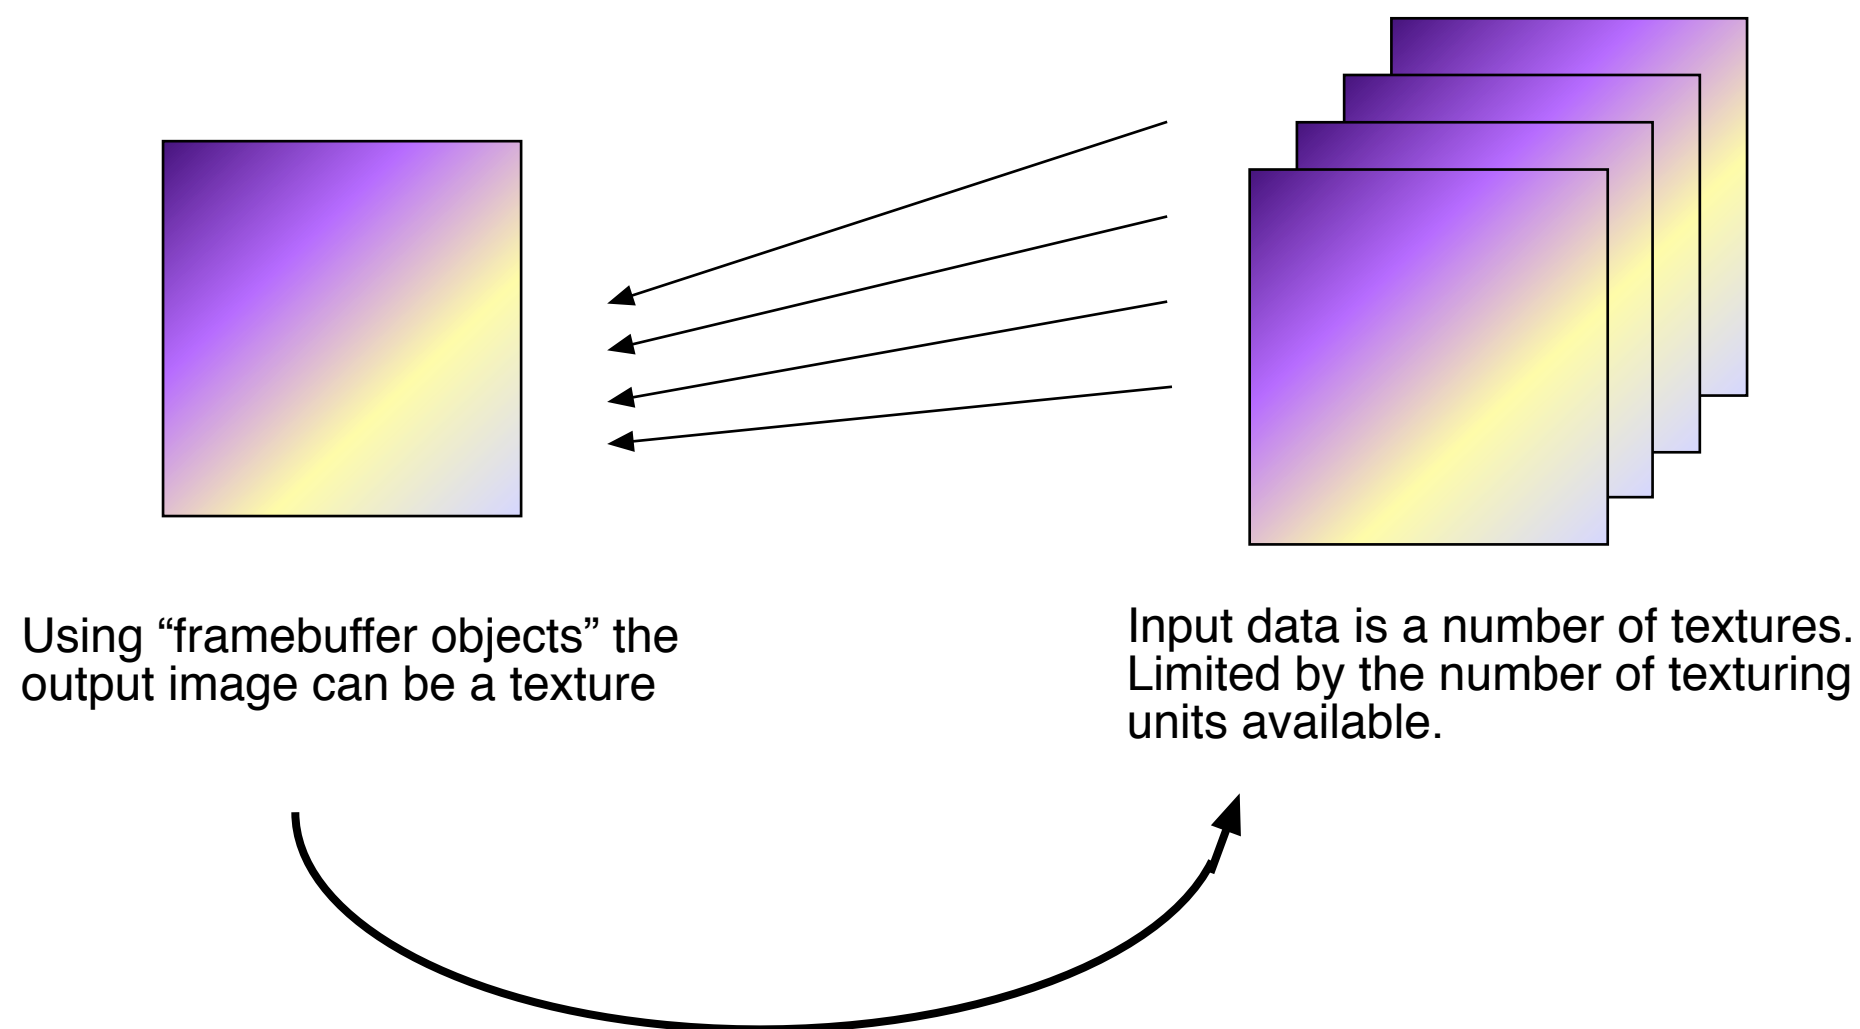 Using “framebuffer objects” the
output image can be a texture
Input data is a number of textures.
Limited by the number of texturing
units available.